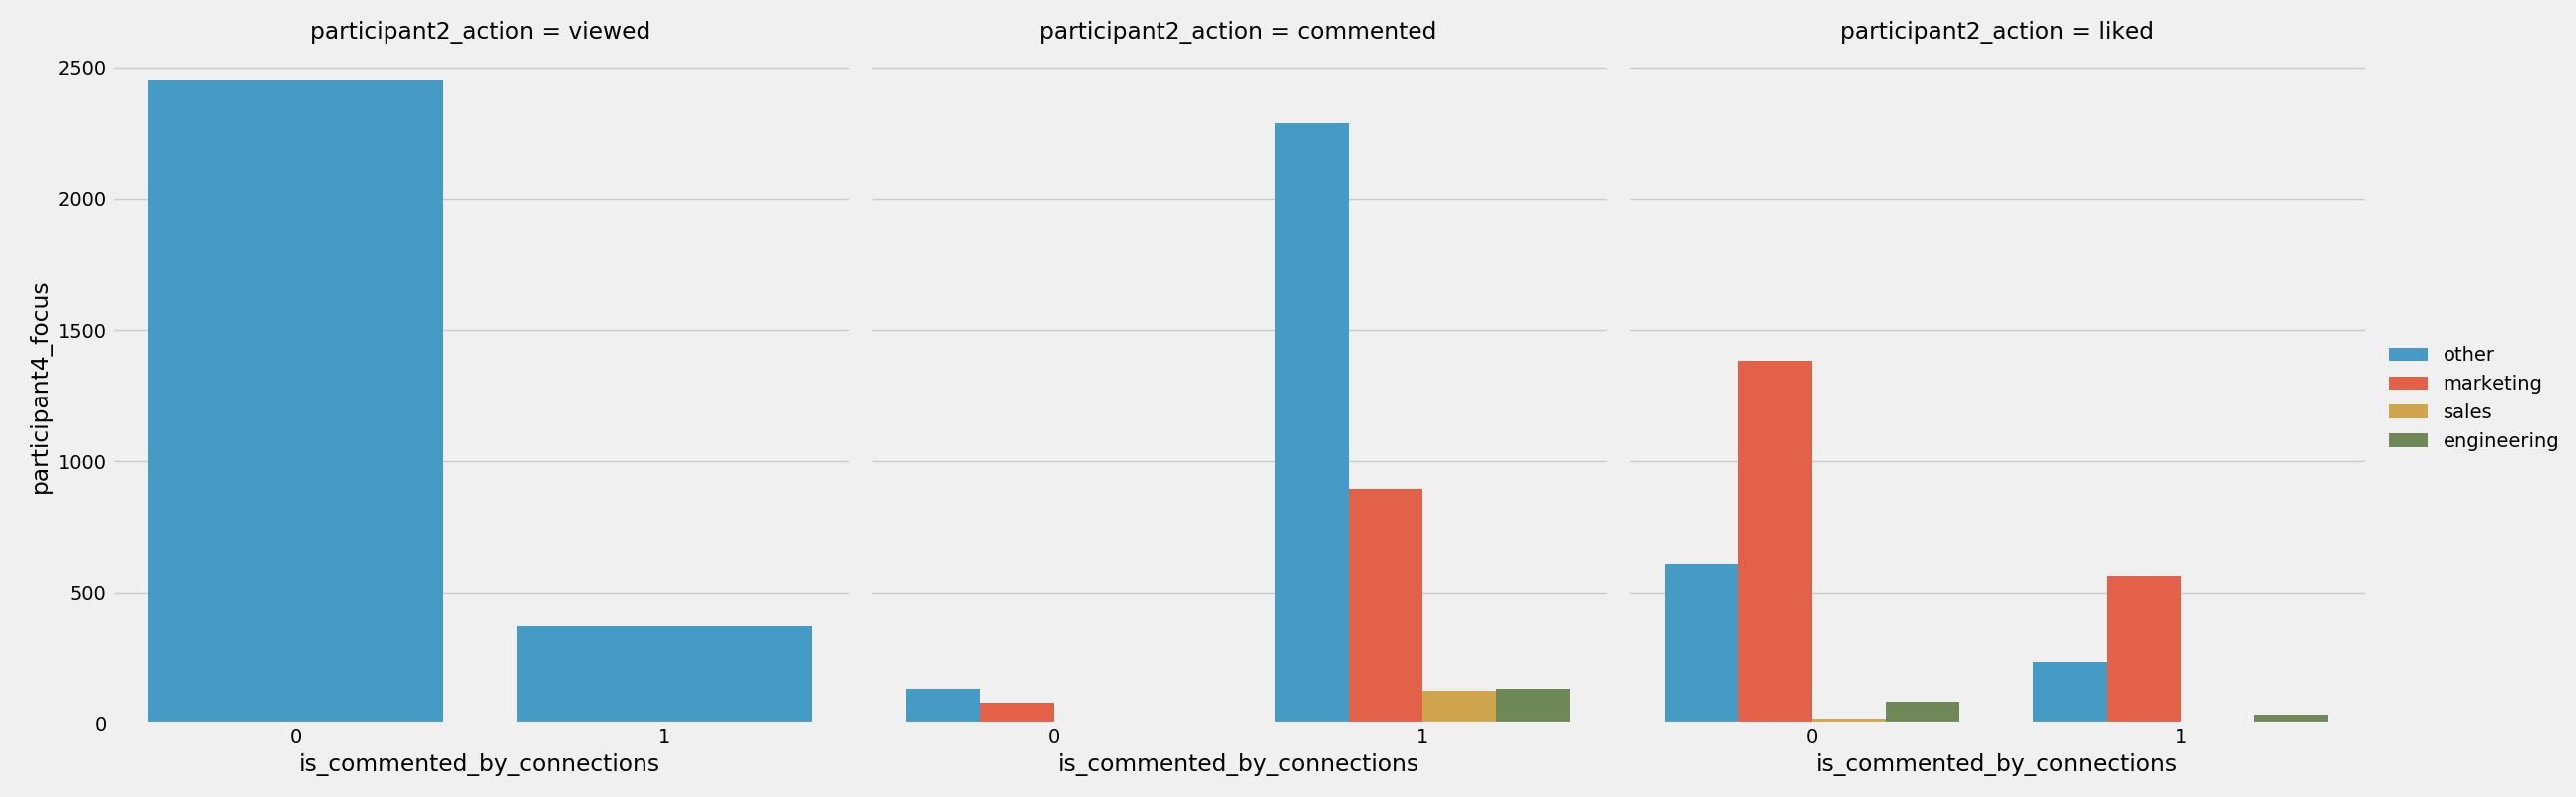 participant2_action = viewed
participant2_action = commented
participant2_action = liked
2500
2000
1500
1000
500
0
participant4_focus
0 1
0 1
0 1
is_commented_by_connections
is_commented_by_connections
is_commented_by_connections
other
marketing
sales
engineering